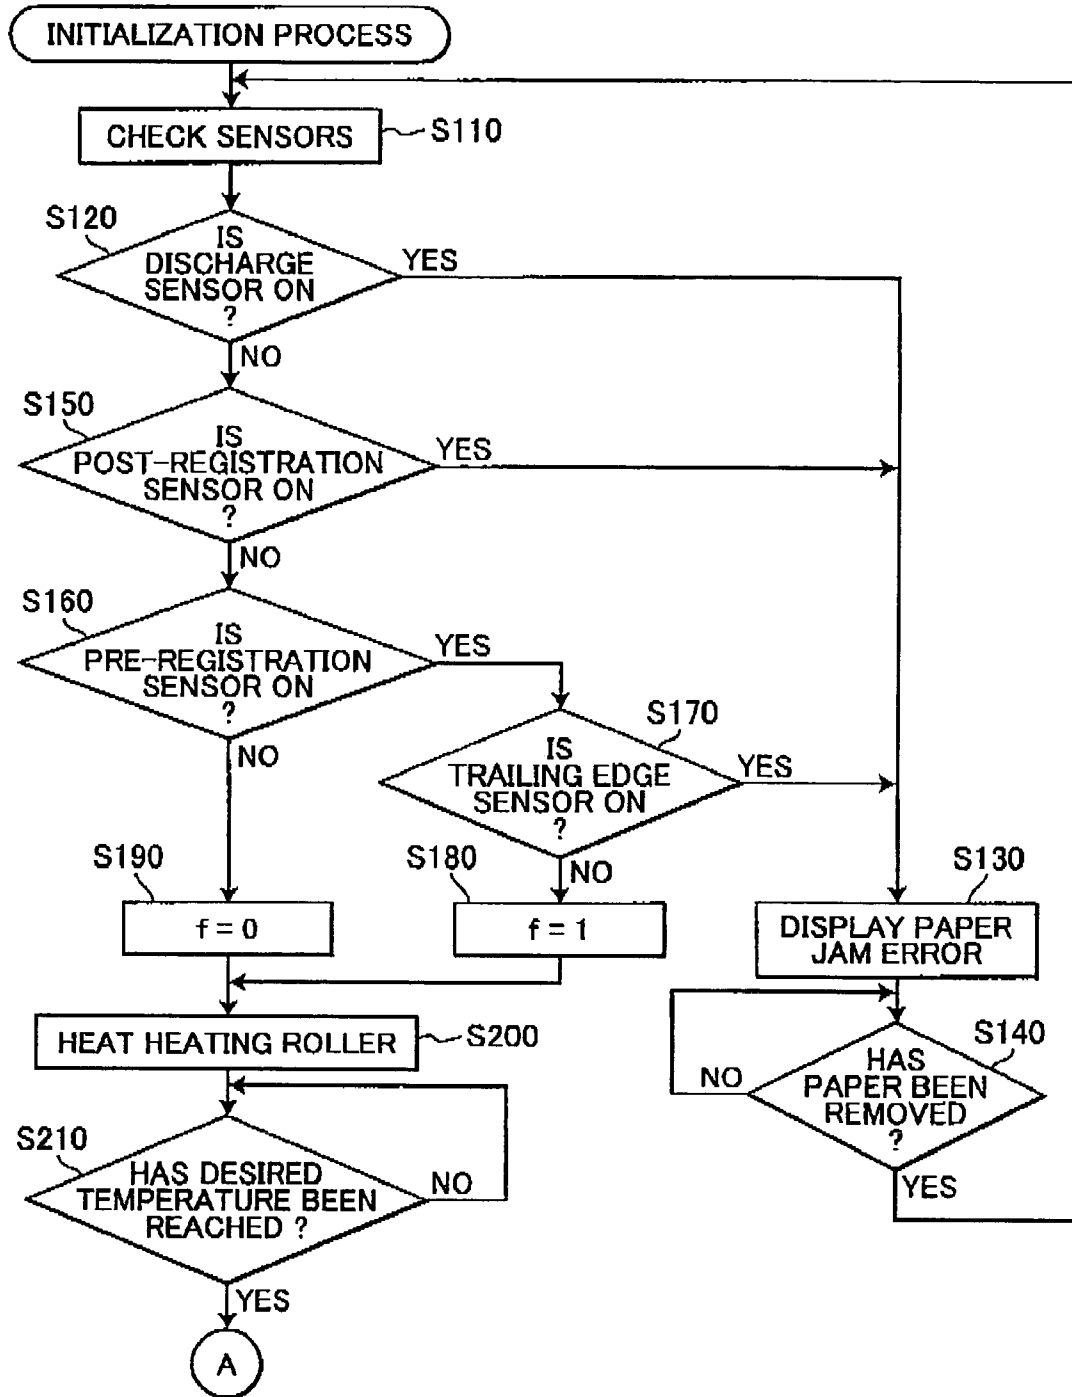 INITIALIZATION PROCESS
CHECK SENSORS
S110
S120
IS
DISCHARGE
SENSOR ON
?
YES
NO
S150
IS
POST-REGISTRATION
SENSOR ON
?
YES
NO
S160
IS
PRE-REGISTRATION
SENSOR ON
?
YES
NO
S170
IS
TRAILING EDGE
SENSOR ON
?
YES
NO
S190
f = 0
S180
f = 1
S130
DISPLAY PAPER
JAM ERROR
HEAT HEATING ROLLER
S200
S140
HAS
PAPER BEEN
REMOVED
?
NO
YES
S210
HAS DESIRED
TEMPERATURE BEEN
REACHED ?
NO
YES
A